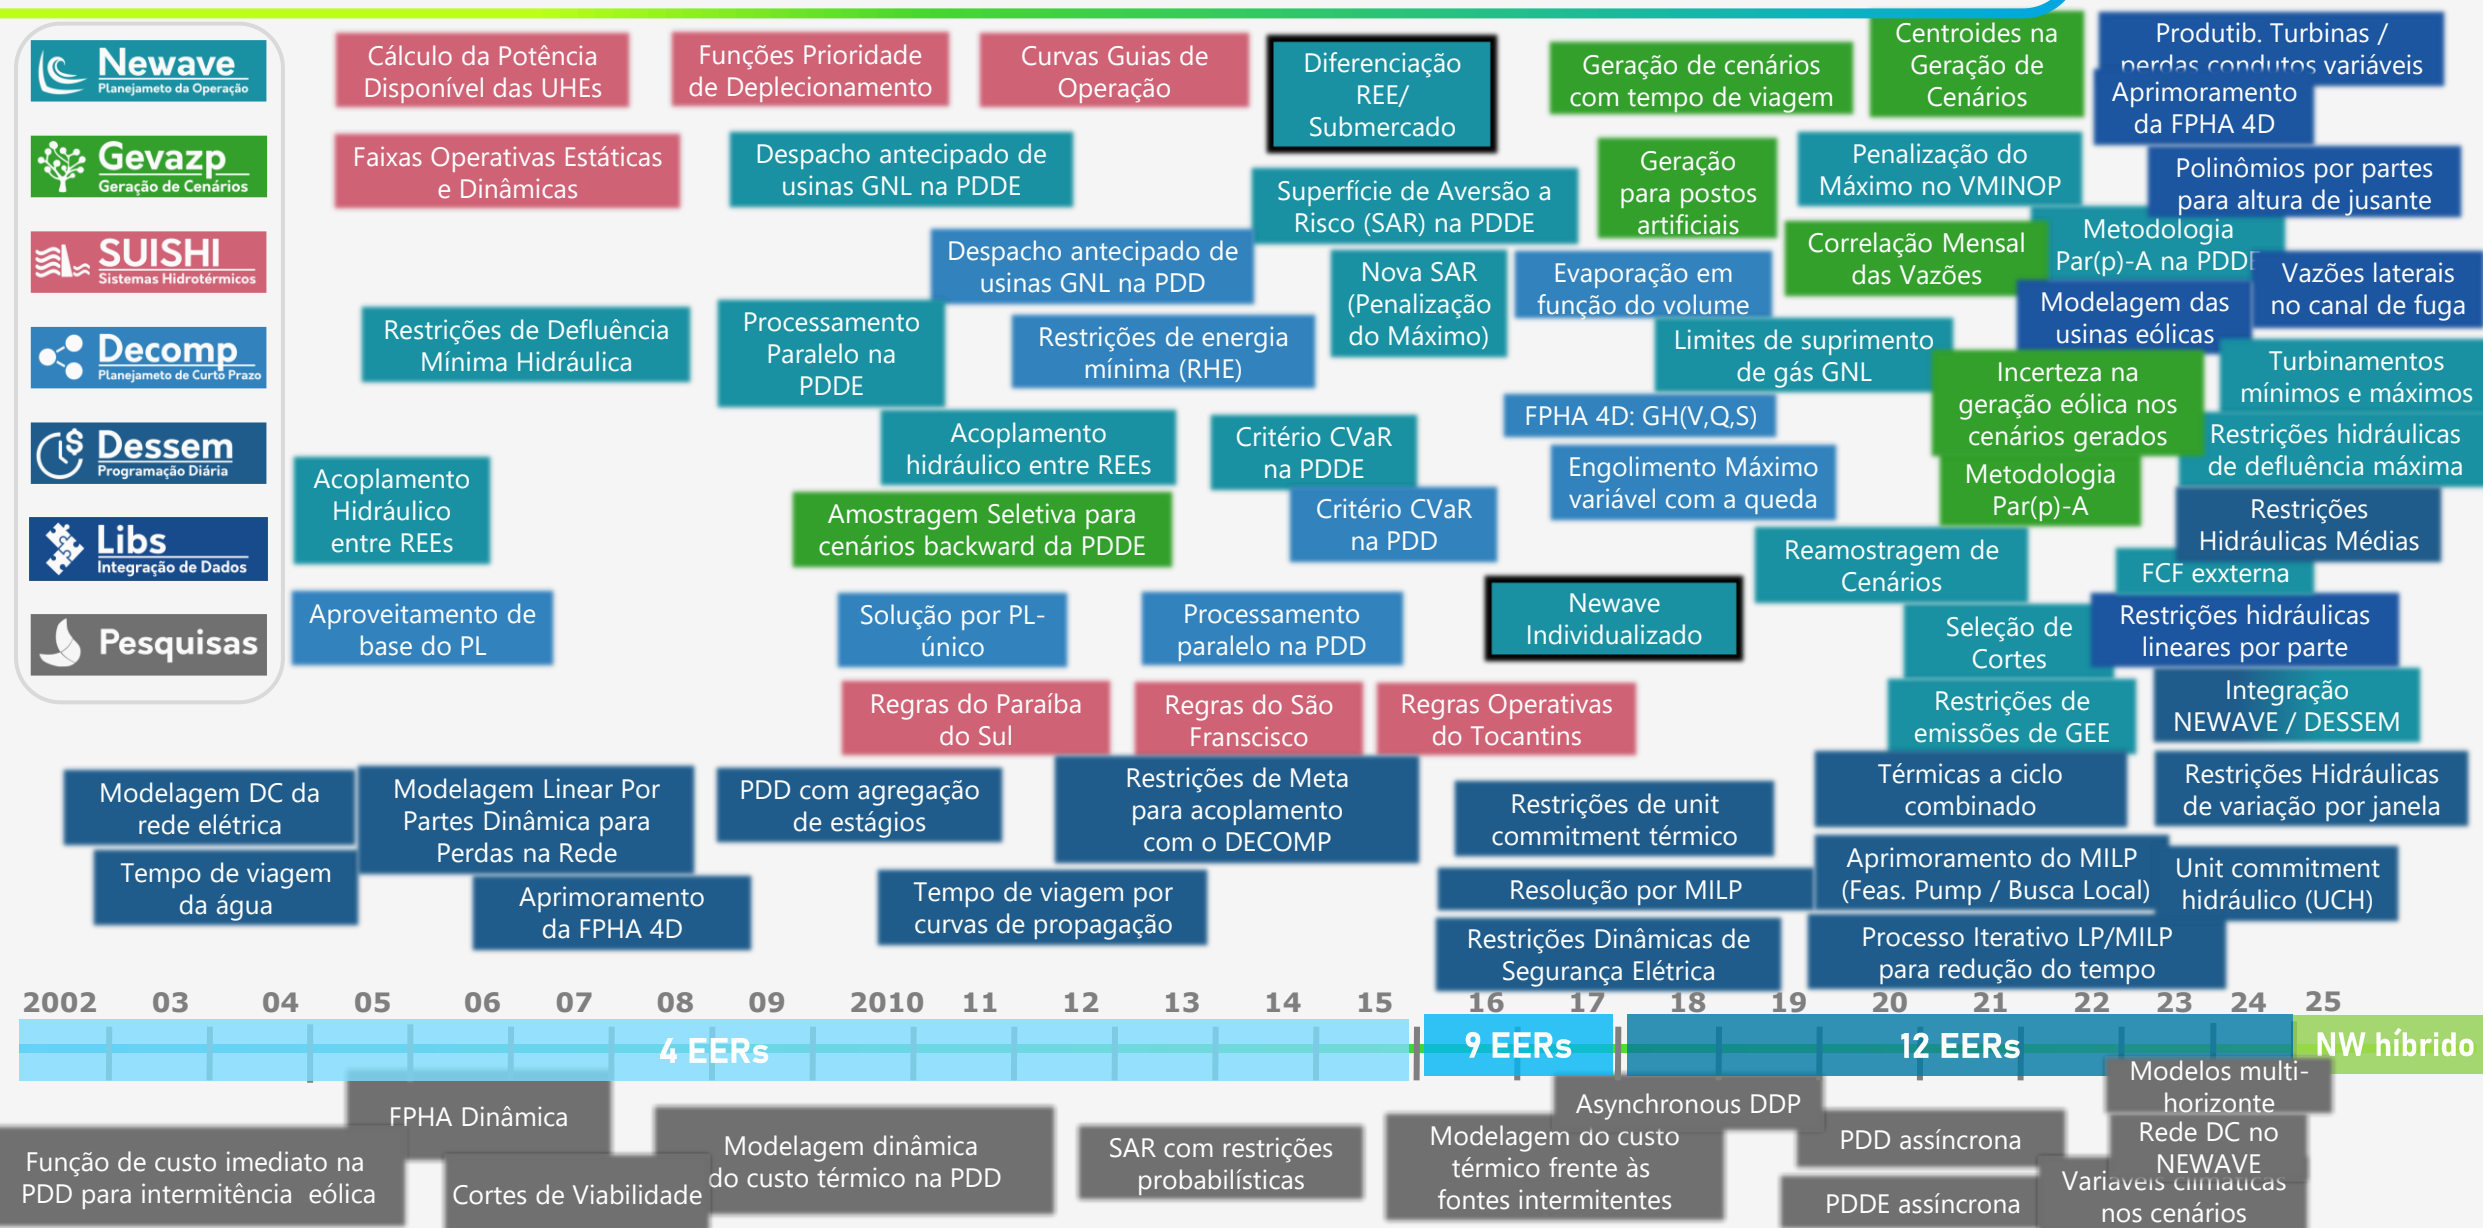 Newave
Planejameto da Operação
Gevazp
Geração de Cenários
SUISHI
Sistemas Hidrotérmicos
Decomp
Planejameto de Curto Prazo
Dessem
Programação Diária
Libs
Integração de Dados
Pesquisas
Cálculo da Potência
Disponível das UHEs
Funções Prioridade
de Deplecionamento
Curvas Guias de
Operação
Diferenciação
REE/
Submercado
Geração de cenários
com tempo de viagem
Centroides na
Geração de
Cenários
Produtib. Turbinas /
perdas condutos variáveis
Aprimoramento
da FPHA 4D
Faixas Operativas Estáticas
e Dinâmicas
Despacho antecipado de
usinas GNL na PDDE
Superfície de Aversão a
Risco (SAR) na PDDE
Geração
para postos
artificiais
Penalização do
Máximo no VMINOP
Polinômios por partes
para altura de jusante
Despacho antecipado de
usinas GNL na PDD
Nova SAR
(Penalização
do Máximo)
Evaporação em
função do volume
Correlação Mensal
das Vazões
Metodologia
Par(p)-A na PDDE
Vazões laterais
no canal de fuga
Restrições de Defluência
Mínima Hidráulica
Processamento
Paralelo na
PDDE
Restrições de energia
mínima (RHE)
Limites de suprimento
de gás GNL
Modelagem das
usinas eólicas
Turbinamentos
mínimos e máximos
Incerteza na
geração eólica nos
cenários gerados
FPHA 4D: GH(V,Q,S)
Acoplamento
hidráulico entre REEs
Critério CVaR
na PDDE
Restrições hidráulicas
de defluência máxima
Acoplamento
Hidráulico
entre REEs
Engolimento Máximo
variável com a queda
Metodologia
Par(p)-A
Amostragem Seletiva para
cenários backward da PDDE
Critério CVaR
na PDD
Restrições
Hidráulicas Médias
Reamostragem de
Cenários
FCF exxterna
Aproveitamento de
base do PL
Solução por PL-
único
Processamento
paralelo na PDD
Newave
Individualizado
Seleção de
Cortes
Restrições hidráulicas
lineares por parte
Regras do Paraíba
do Sul
Regras do São
Franscisco
Regras Operativas
do Tocantins
Restrições de
emissões de GEE
Integração
NEWAVE / DESSEM
Modelagem DC da
rede elétrica
Modelagem Linear Por
Partes Dinâmica para
Perdas na Rede
PDD com agregação
de estágios
Restrições de Meta
para acoplamento
com o DECOMP
Restrições de unit
commitment térmico
Térmicas a ciclo
combinado
Restrições Hidráulicas
de variação por janela
Tempo de viagem
da água
Aprimoramento
da FPHA 4D
Tempo de viagem por
curvas de propagação
Resolução por MILP
Aprimoramento do MILP
(Feas. Pump / Busca Local)
Unit commitment
hidráulico (UCH)
Restrições Dinâmicas de
Segurança Elétrica
Processo Iterativo LP/MILP
para redução do tempo
2002 03 04 05 06 07 08 09 2010 11 12 13 14 15 16 17 18 19 20 21 22 23 24 25
4 EERs
9 EERs
12 EERs
NW híbrido
Função de custo imediato na
PDD para intermitência eólica
FPHA Dinâmica
Cortes de Viabilidade
Modelagem dinâmica
do custo térmico na PDD
SAR com restrições
probabilísticas
Asynchronous DDP
Modelagem do custo
térmico frente às
fontes intermitentes
PDD assíncrona
PDDE assíncrona
Modelos multi-
horizonte
Rede DC no
NEWAVE
Variáveis climáticas
nos cenários